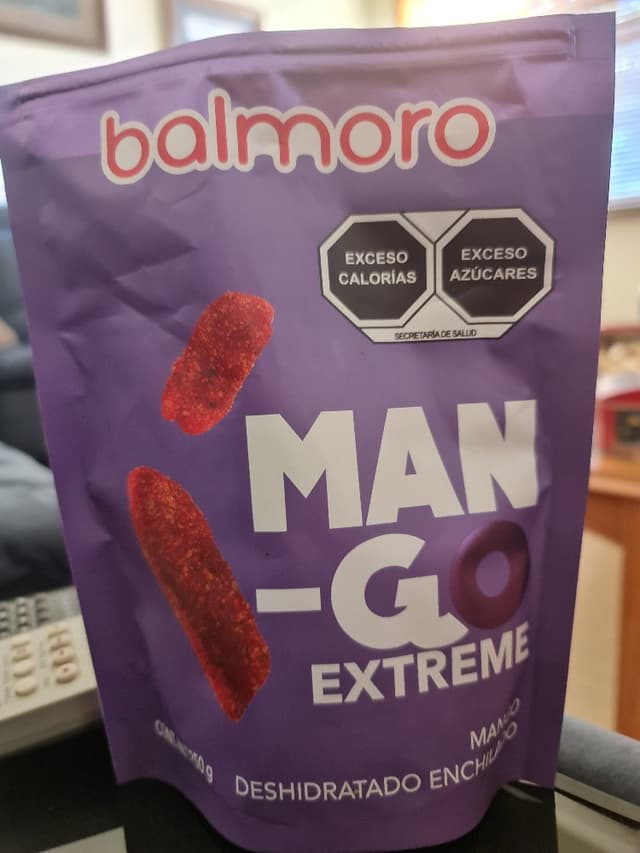 balmoro
EXCESO
CALORÍAS
EXCESO
AZÚCARES
SECRETARÍA DE SALUD
MAN
-GO
EXTREME
MANGO
DESHIDRATADO ENCHILADO
g